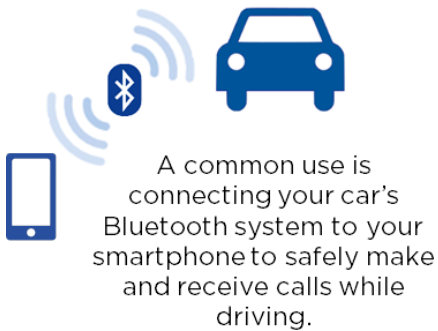 A common use is
connecting your car's
Bluetooth system to your
smartphone to safely make
and receive calls while
driving.